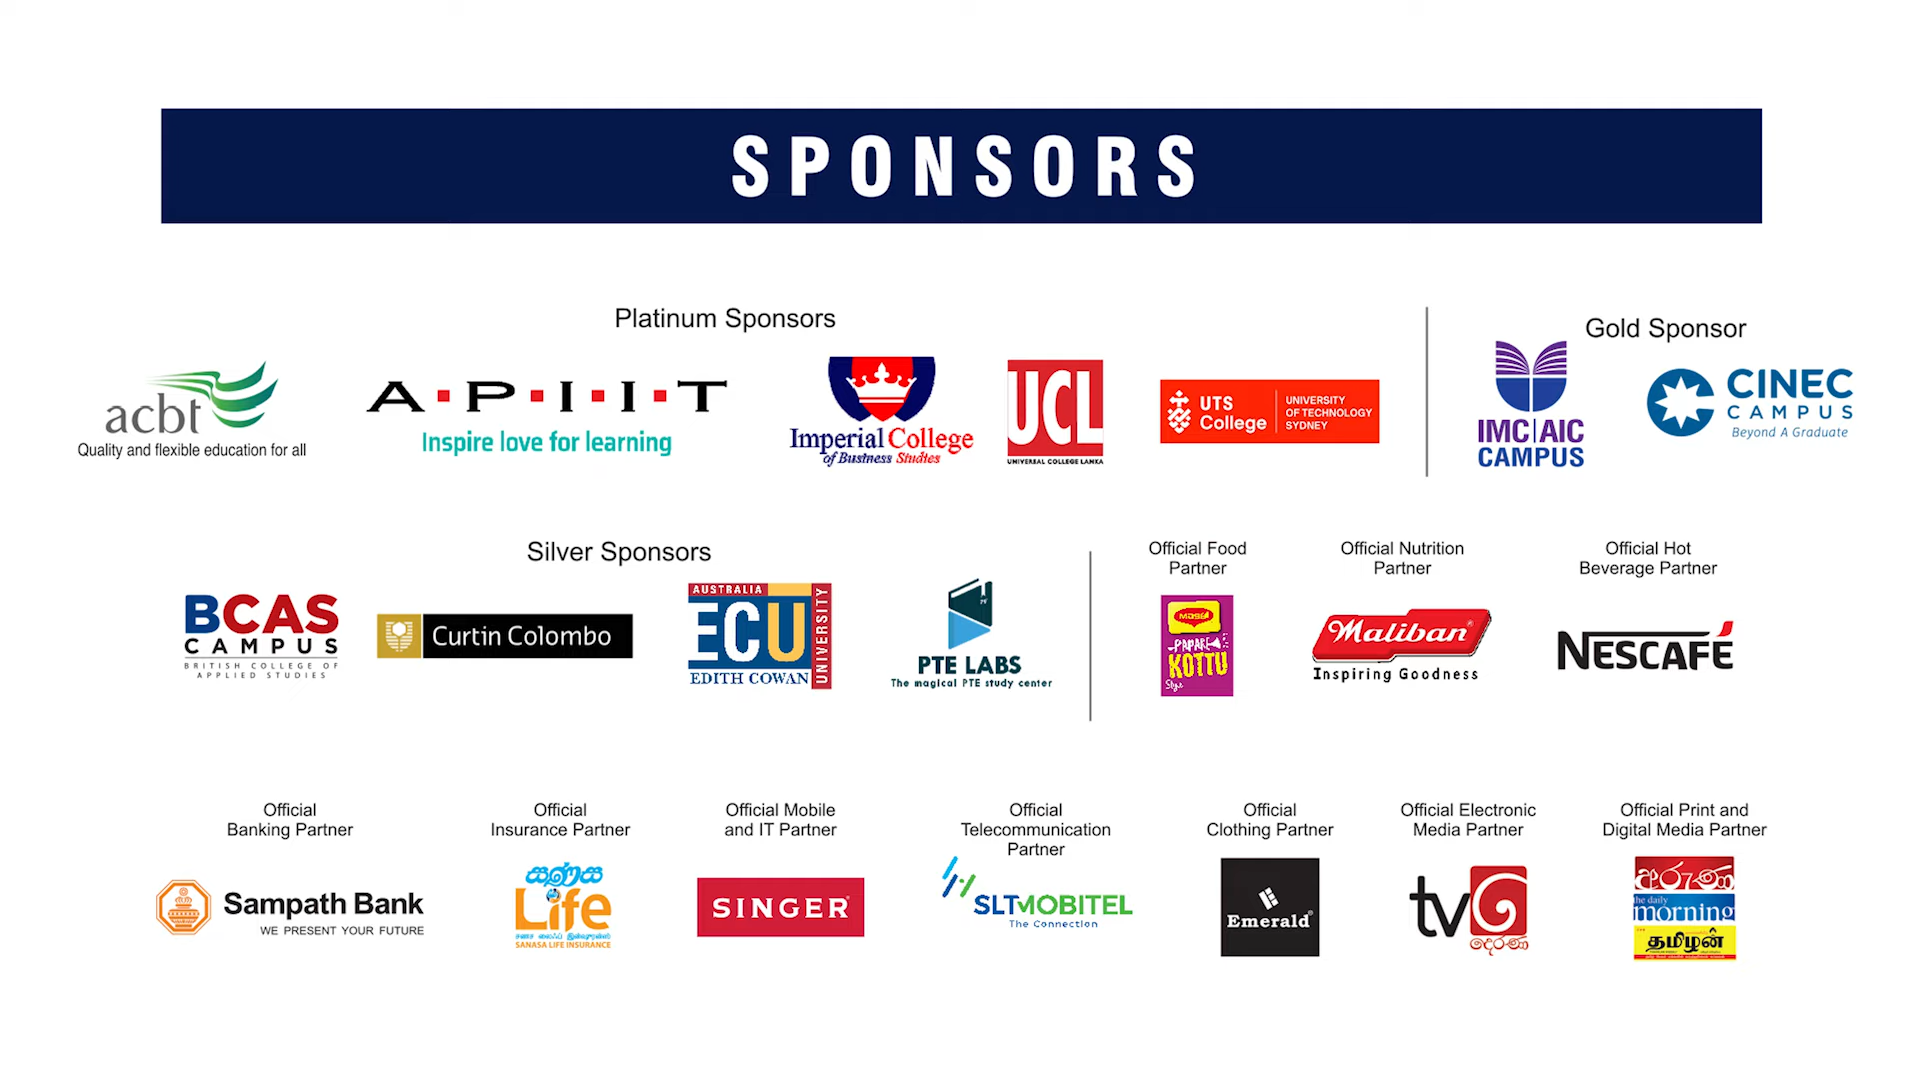 SPONSORS
Platinum Sponsors
acbt
Quality and flexible education for all
A·P·I·I·T
Inspire love for learning
Imperial College
of Business Studies
UCL
UNIVERSAL COLLEGE LANKA
UTS
College
UNIVERSITY
OF TECHNOLOGY
SYDNEY
Gold Sponsor
IMC|AIC
CAMPUS
CINEC
CAMPUS
Beyond A Graduate
Silver Sponsors
BCAS
CAMPUS
BRITISH COLLEGE OF
APPLIED STUDIES
Curtin Colombo
AUSTRALIA
ECU
EDITH COWAN
UNIVERSITY
PTE LABS
The magical PTE study center
Official Food
Partner
MAGGI
PAPARE
KOTTU
Style
Official Nutrition
Partner
Maliban®
Inspiring Goodness
Official Hot
Beverage Partner
NESCAFÉ
Official
Banking Partner
Sampath Bank
WE PRESENT YOUR FUTURE
Official
Insurance Partner
සණස
Life
SANASA LIFE INSURANCE
Official Mobile
and IT Partner
SINGER®
Official
Telecommunication
Partner
SLTMOBITEL
The Connection
Official
Clothing Partner
Emerald®
Official Electronic
Media Partner
tv
දෙරණ
Official Print and
Digital Media Partner
අරුණ
the daily
morning
தமிழன்